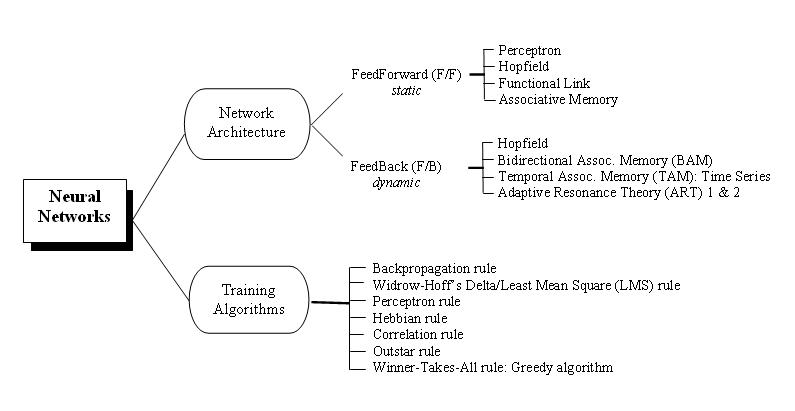 Neural
Networks
Network
Architecture
FeedForward (F/F)
static
Perceptron
Hopfield
Functional Link
Associative Memory
FeedBack (F/B)
dynamic
Hopfield
Bidirectional Assoc. Memory (BAM)
Temporal Assoc. Memory (TAM): Time Series
Adaptive Resonance Theory (ART) 1 & 2
Training
Algorithms
Backpropagation rule
Widrow-Hoff's Delta/Least Mean Square (LMS) rule
Perceptron rule
Hebbian rule
Correlation rule
Outstar rule
Winner-Takes-All rule: Greedy algorithm